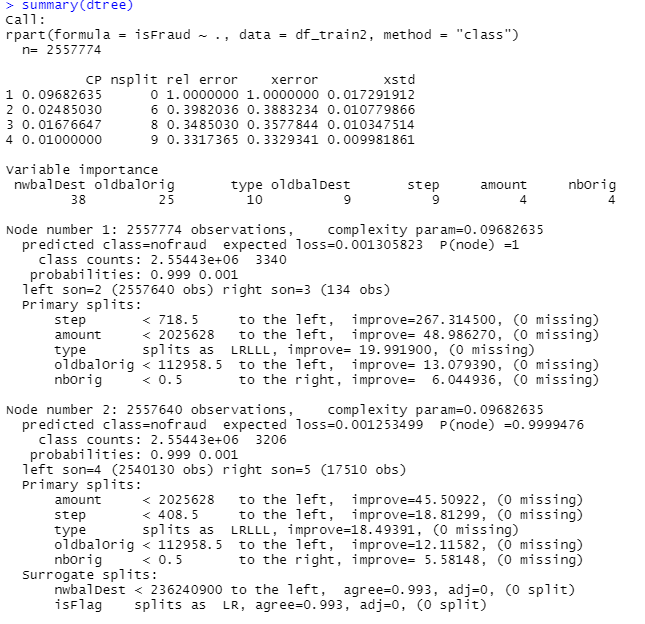 > summary(dtree)
Call:
rpart(formula = isFraud ~ ., data = df_train2, method = "class")
  n= 2557774

          CP nsplit rel error    xerror        xstd
1 0.09682635      0 1.0000000 1.0000000 0.017291912
2 0.02485030      6 0.3982036 0.3883234 0.010779866
3 0.01676647      8 0.3485030 0.3577844 0.010347514
4 0.01000000      9 0.3317365 0.3329341 0.009981861

Variable importance
 nwbalDest oldbalOrig       type oldbalDest       step     amount     nbOrig
        38         25         10          9          9          4          4

Node number 1: 2557774 observations,    complexity param=0.09682635
  predicted class=nofraud  expected loss=0.001305823  P(node) =1
    class counts: 2.55443e+06  3340
   probabilities: 0.999 0.001
  left son=2 (2557640 obs) right son=3 (134 obs)
  Primary splits:
      step       < 718.5    to the left,  improve=267.314500, (0 missing)
      amount     < 2025628  to the left,  improve= 48.986270, (0 missing)
      type       splits as  LRLLL, improve= 19.991900, (0 missing)
      oldbalOrig < 112958.5 to the left,  improve= 13.079390, (0 missing)
      nbOrig     < 0.5      to the right, improve=  6.044936, (0 missing)

Node number 2: 2557640 observations,    complexity param=0.09682635
  predicted class=nofraud  expected loss=0.001253499  P(node) =0.9999476
    class counts: 2.55443e+06  3206
   probabilities: 0.999 0.001
  left son=4 (2540130 obs) right son=5 (17510 obs)
  Primary splits:
      amount     < 2025628  to the left,  improve=45.50922, (0 missing)
      step       < 408.5    to the left,  improve=18.81299, (0 missing)
      type       splits as  LRLLL, improve=18.49391, (0 missing)
      oldbalOrig < 112958.5 to the left,  improve=12.11582, (0 missing)
      nbOrig     < 0.5      to the right, improve= 5.58148, (0 missing)
  Surrogate splits:
      nwbalDest < 236240900 to the left,  agree=0.993, adj=0, (0 split)
      isFlag    splits as  LR, agree=0.993, adj=0, (0 split)